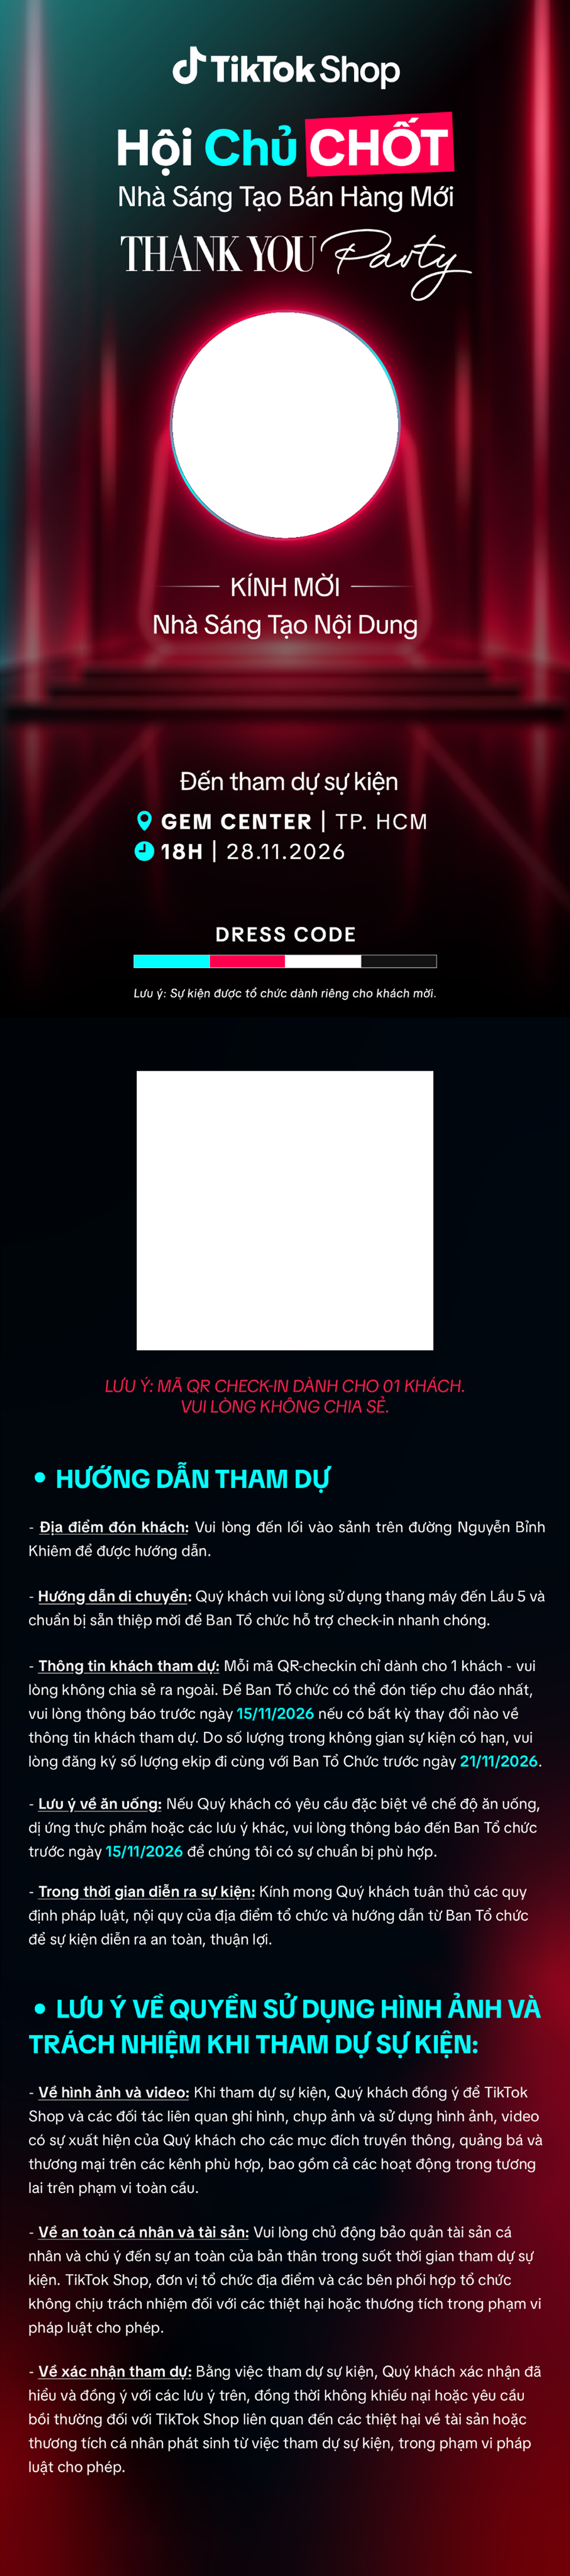 TikTok Shop
Hội Chủ CHỐT
Nhà Sáng Tạo Bán Hàng Mới
THANK YOU Party
KÍNH MỜI
Nhà Sáng Tạo Nội Dung
Đến tham dự sự kiện
GEM CENTER | TP. HCM
18H | 28.11.2026
DRESS CODE
Lưu ý: Sự kiện được tổ chức dành riêng cho khách mời.
LƯU Ý: MÃ QR CHECK-IN DÀNH CHO 01 KHÁCH.
VUI LÒNG KHÔNG CHIA SẺ.
• HƯỚNG DẪN THAM DỰ
- Địa điểm đón khách: Vui lòng đến lối vào sảnh trên đường Nguyễn Bỉnh
Khiêm để được hướng dẫn.
- Hướng dẫn di chuyển: Quý khách vui lòng sử dụng thang máy đến Lầu 5 và
chuẩn bị sẵn thiệp mời để Ban Tổ chức hỗ trợ check-in nhanh chóng.
- Thông tin khách tham dự: Mỗi mã QR-checkin chỉ dành cho 1 khách - vui
lòng không chia sẻ ra ngoài. Để Ban Tổ chức có thể đón tiếp chu đáo nhất,
vui lòng thông báo trước ngày 15/11/2026 nếu có bất kỳ thay đổi nào về
thông tin khách tham dự. Do số lượng trong không gian sự kiện có hạn, vui
lòng đăng ký số lượng ekip đi cùng với Ban Tổ Chức trước ngày 21/11/2026.
- Lưu ý về ăn uống: Nếu Quý khách có yêu cầu đặc biệt về chế độ ăn uống,
dị ứng thực phẩm hoặc các lưu ý khác, vui lòng thông báo đến Ban Tổ chức
trước ngày 15/11/2026 để chúng tôi có sự chuẩn bị phù hợp.
- Trong thời gian diễn ra sự kiện: Kính mong Quý khách tuân thủ các quy
định pháp luật, nội quy của địa điểm tổ chức và hướng dẫn từ Ban Tổ chức
để sự kiện diễn ra an toàn, thuận lợi.
• LƯU Ý VỀ QUYỀN SỬ DỤNG HÌNH ẢNH VÀ
TRÁCH NHIỆM KHI THAM DỰ SỰ KIỆN:
- Về hình ảnh và video: Khi tham dự sự kiện, Quý khách đồng ý để TikTok
Shop và các đối tác liên quan ghi hình, chụp ảnh và sử dụng hình ảnh, video
có sự xuất hiện của Quý khách cho các mục đích truyền thông, quảng bá và
thương mại trên các kênh phù hợp, bao gồm cả các hoạt động trong tương
lai trên phạm vi toàn cầu.
- Về an toàn cá nhân và tài sản: Vui lòng chủ động bảo quản tài sản cá
nhân và chú ý đến sự an toàn của bản thân trong suốt thời gian tham dự sự
kiện. TikTok Shop, đơn vị tổ chức địa điểm và các bên phối hợp tổ chức
không chịu trách nhiệm đối với các thiệt hại hoặc thương tích trong phạm vi
pháp luật cho phép.
- Về xác nhận tham dự: Bằng việc tham dự sự kiện, Quý khách xác nhận đã
hiểu và đồng ý với các lưu ý trên, đồng thời không khiếu nại hoặc yêu cầu
bồi thường đối với TikTok Shop liên quan đến các thiệt hại về tài sản hoặc
thương tích cá nhân phát sinh từ việc tham dự sự kiện, trong phạm vi pháp
luật cho phép.